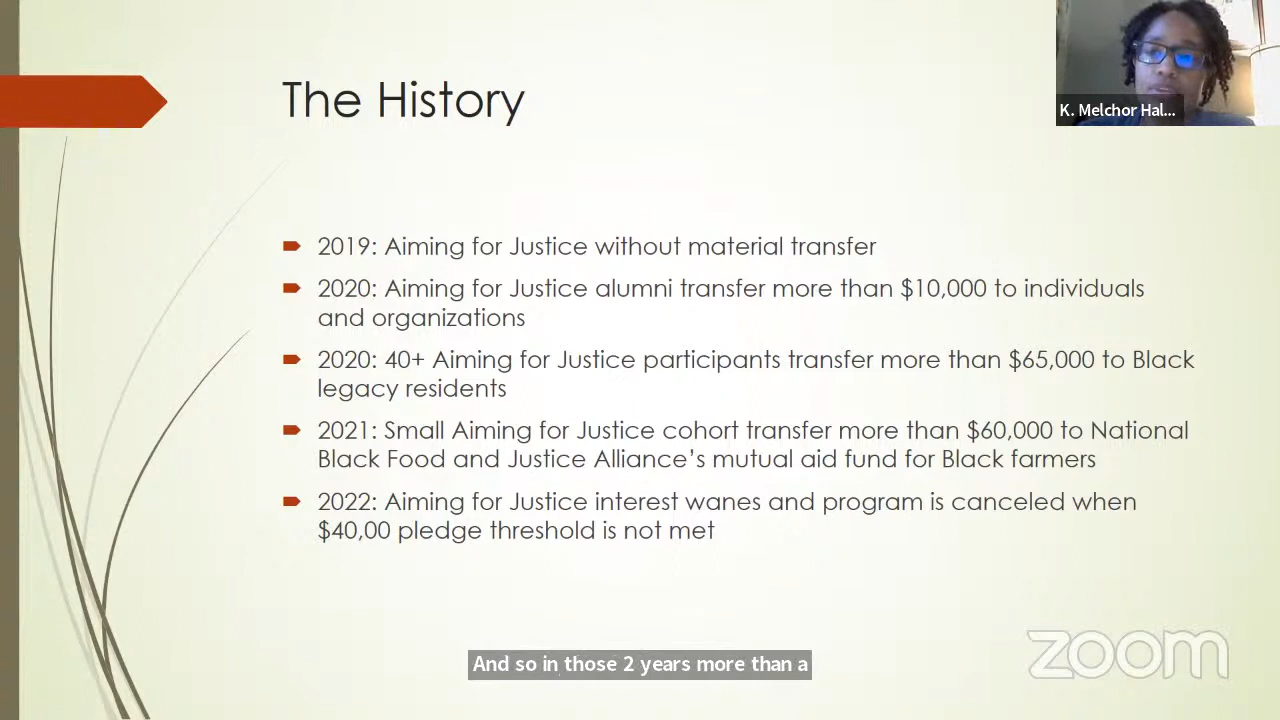 The History
K. Melchor Hal...
2019: Aiming for Justice without material transfer
2020: Aiming for Justice alumni transfer more than $10,000 to individuals
and organizations
2020: 40+ Aiming for Justice participants transfer more than $65,000 to Black
legacy residents
2021: Small Aiming for Justice cohort transfer more than $60,000 to National
Black Food and Justice Alliance’s mutual aid fund for Black farmers
2022: Aiming for Justice interest wanes and program is canceled when
$40,00 pledge threshold is not met
And so in those 2 years more than a
zoom